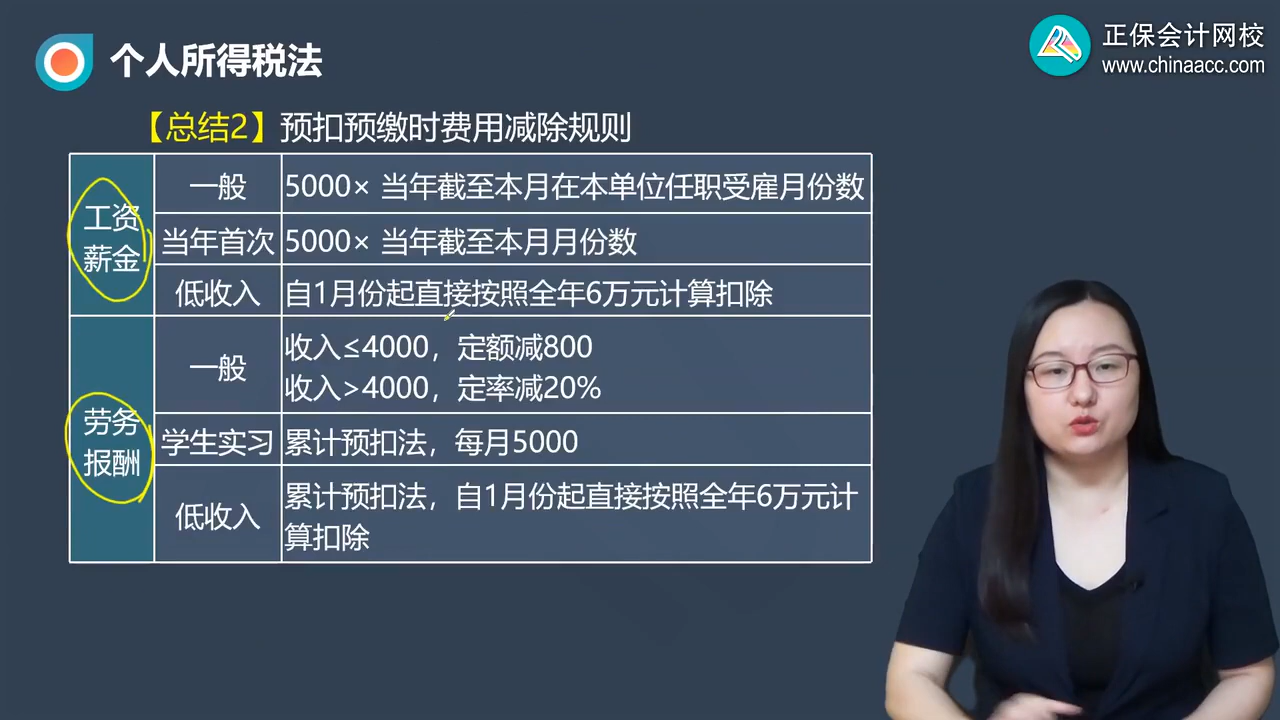 个人所得税法
正保会计网校
www.chinaacc.com
【总结2】预扣预缴时费用减除规则
工资
薪金
一般
5000× 当年截至本月在本单位任职受雇月份数
当年首次
5000× 当年截至本月月份数
低收入
自1月份起直接按照全年6万元计算扣除
劳务
报酬
一般
收入≤4000，定额减800
收入>4000，定率减20%
学生实习
累计预扣法，每月5000
低收入
累计预扣法，自1月份起直接按照全年6万元计
算扣除